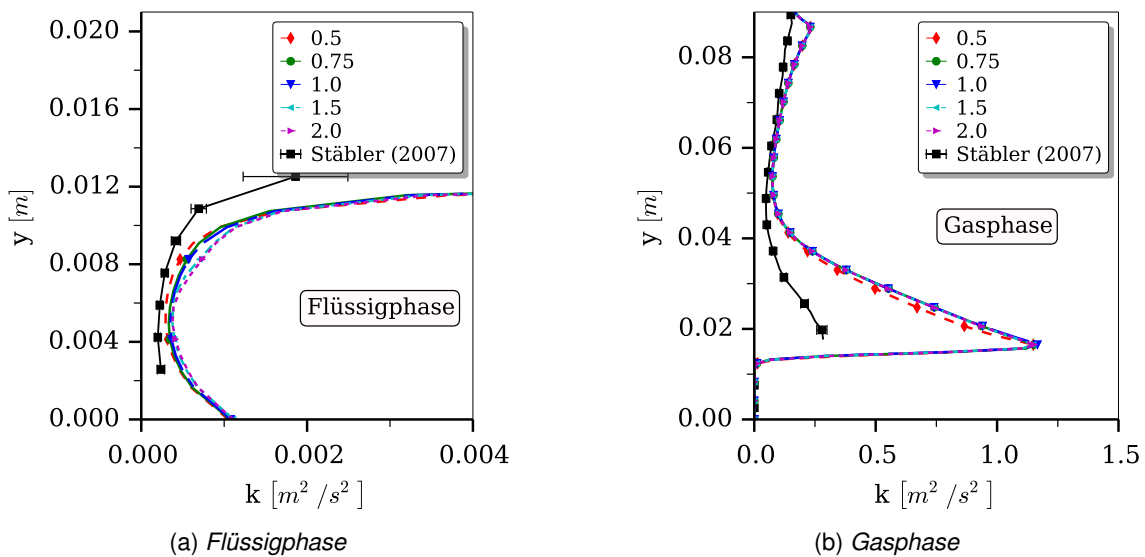 0.020
0.016
0.012
0.008
0.004
0.000
y [m]
0.5
0.75
1.0
1.5
2.0
Stäbler (2007)
Flüssigphase
0.000
0.002
0.004
k [m² /s²]
(a) Flüssigphase
0.08
0.06
0.04
0.02
0.00
y [m]
0.5
0.75
1.0
1.5
2.0
Stäbler (2007)
Gasphase
0.0
0.5
1.0
1.5
k [m² /s²]
(b) Gasphase